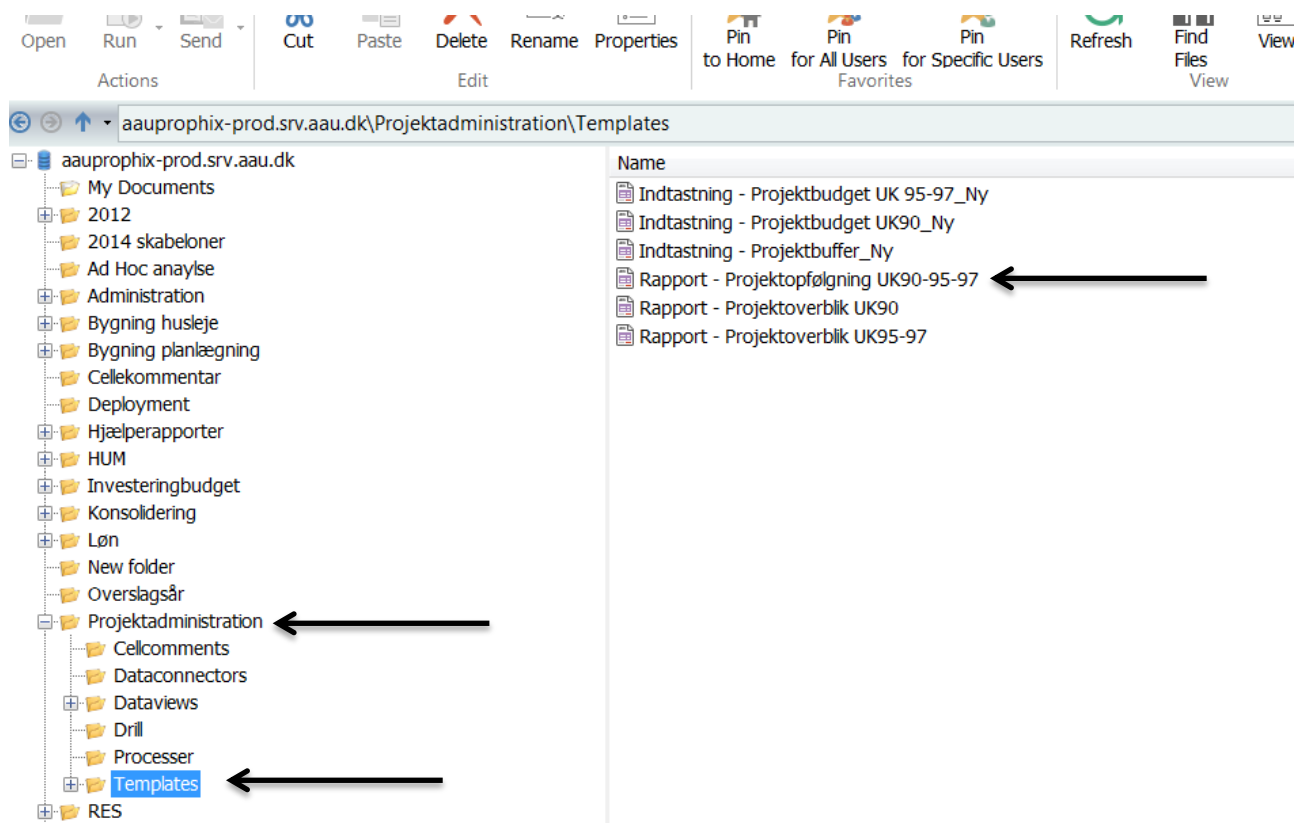 Open Run Send Cut Paste Delete Rename Properties Pin Pin Pin Refresh Find View
to Home for All Users for Specific Users Files
Actions Edit Favorites View
aauprophix-prod.srv.aau.dk\Projektadministration\Templates
aauprophix-prod.srv.aau.dk
My Documents
2012
2014 skabeloner
Ad Hoc anaylse
Administration
Bygning husleje
Bygning planlægning
Cellekommentar
Deployment
Hjælperapporter
HUM
Investeringbudget
Konsolidering
Løn
New folder
Overslagsår
Projektadministration
Cellcomments
Dataconnectors
Dataviews
Drill
Processer
Templates
RES
Name
Indtastning - Projektbudget UK 95-97_Ny
Indtastning - Projektbudget UK90_Ny
Indtastning - Projektbuffer_Ny
Rapport - Projektopfølgning UK90-95-97
Rapport - Projektoverblik UK90
Rapport - Projektoverblik UK95-97